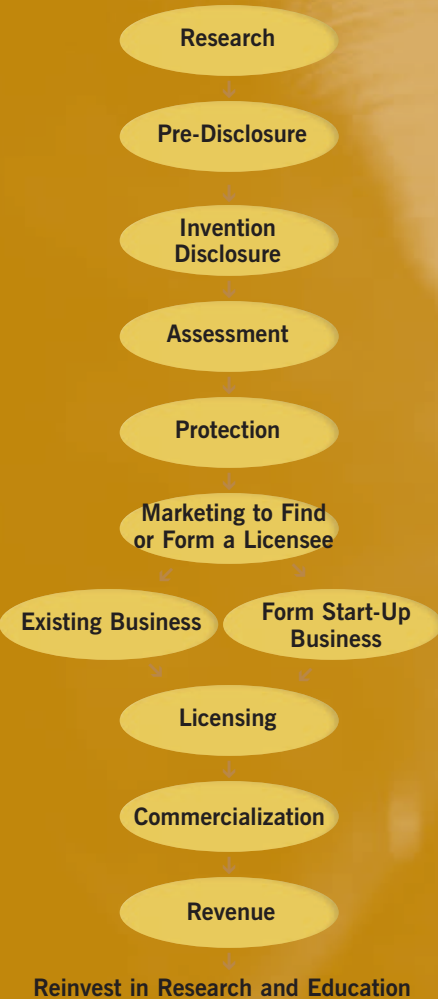 Research
Pre-Disclosure
Invention
Disclosure
Assessment
Protection
Marketing to Find
or Form a Licensee
Existing Business
Form Start-Up
Business
Licensing
Commercialization
Revenue
Reinvest in Research and Education